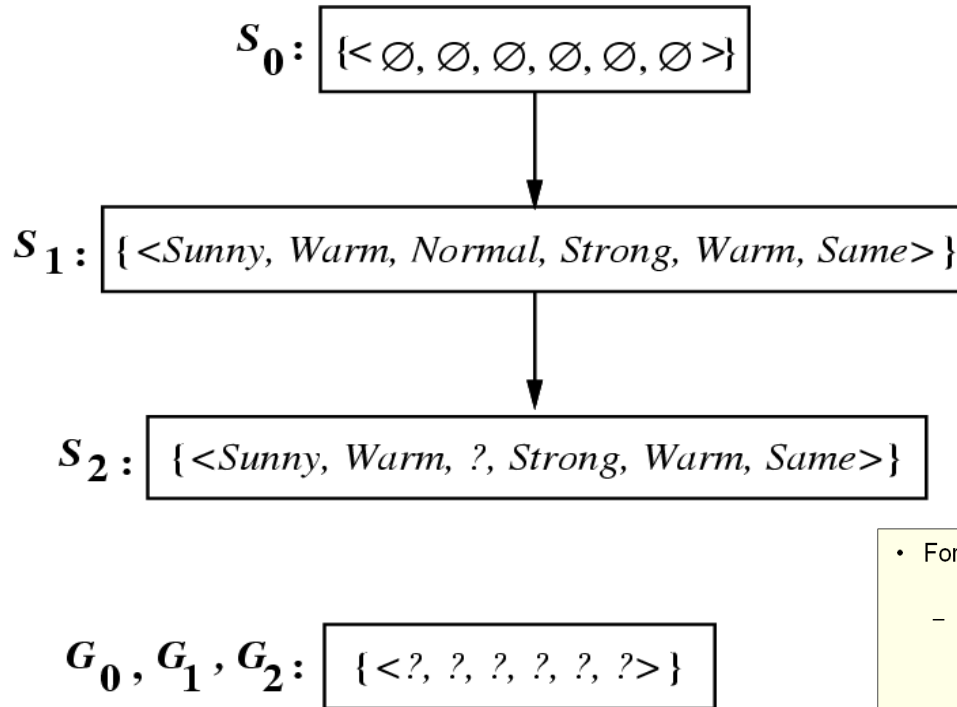 S0 : {< ∅, ∅, ∅, ∅, ∅, ∅ >}
S1 : { <Sunny, Warm, Normal, Strong, Warm, Same> }
S2 : { <Sunny, Warm, ?, Strong, Warm, Same> }
• For
–
G0 , G1 , G2 : { <?, ?, ?, ?, ?, ?> }